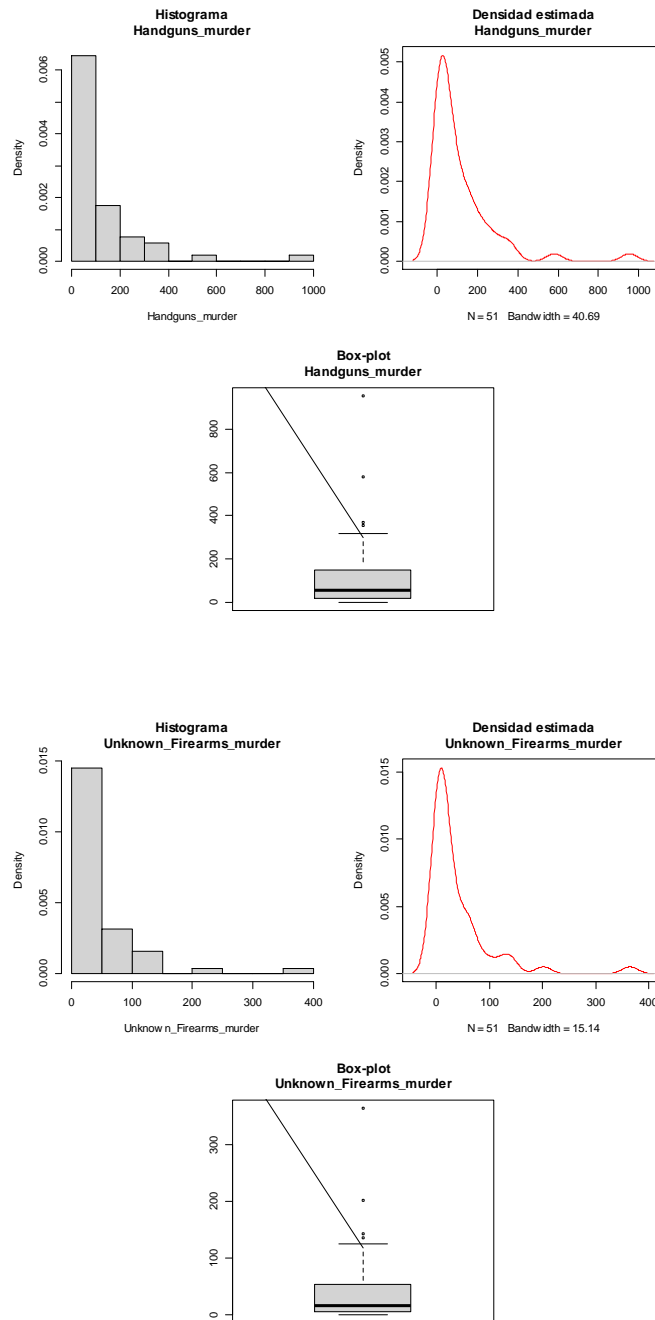 Histograma
Handguns_murder
Density
0.000 0.002 0.004 0.006
0 200 400 600 800 1000
Handguns_murder
Densidad estimada
Handguns_murder
Density
0.000 0.001 0.002 0.003 0.004 0.005
0 200 400 600 800 1000
N = 51 Bandwidth = 40.69
Box-plot
Handguns_murder
0 200 400 600 800
Histograma
Unknown_Firearms_murder
Density
0.000 0.005 0.010 0.015
0 100 200 300 400
Unknown_Firearms_murder
Densidad estimada
Unknown_Firearms_murder
Density
0.000 0.005 0.010 0.015
0 100 200 300 400
N = 51 Bandwidth = 15.14
Box-plot
Unknown_Firearms_murder
0 100 200 300